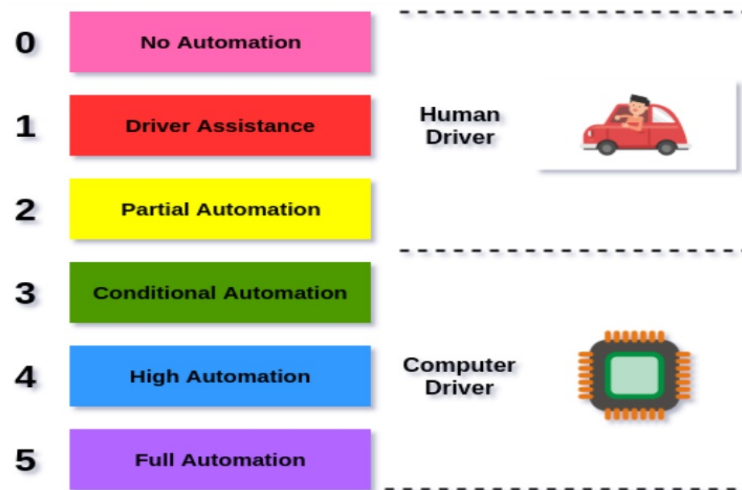 0 No Automation
1 Driver Assistance
2 Partial Automation
Human
Driver
3 Conditional Automation
4 High Automation
5 Full Automation
Computer
Driver